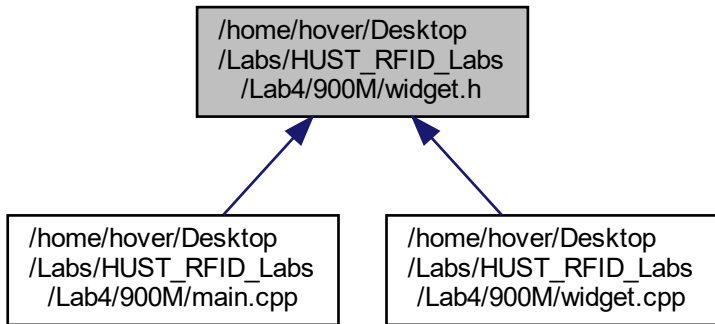 /home/hover/Desktop
/Labs/HUST_RFID_Labs
/Lab4/900M/widget.h
/home/hover/Desktop
/Labs/HUST_RFID_Labs
/Lab4/900M/main.cpp
/home/hover/Desktop
/Labs/HUST_RFID_Labs
/Lab4/900M/widget.cpp